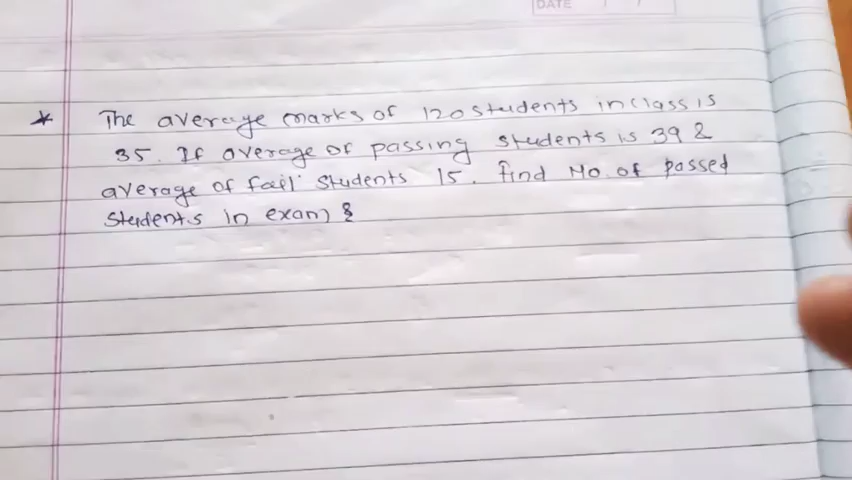 DATE / /
* The average marks of 120 students in class is
35. If average of passing students is 39 &
average of fail students 15. find No. of passed
students in exam ?